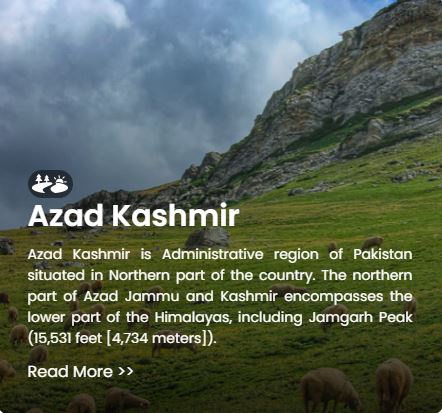 Azad Kashmir
Azad Kashmir is Administrative region of Pakistan
situated in Northern part of the country. The northern
part of Azad Jammu and Kashmir encompasses the
lower part of the Himalayas, including Jamgarh Peak
(15,531 feet [4,734 meters]).
Read More >>